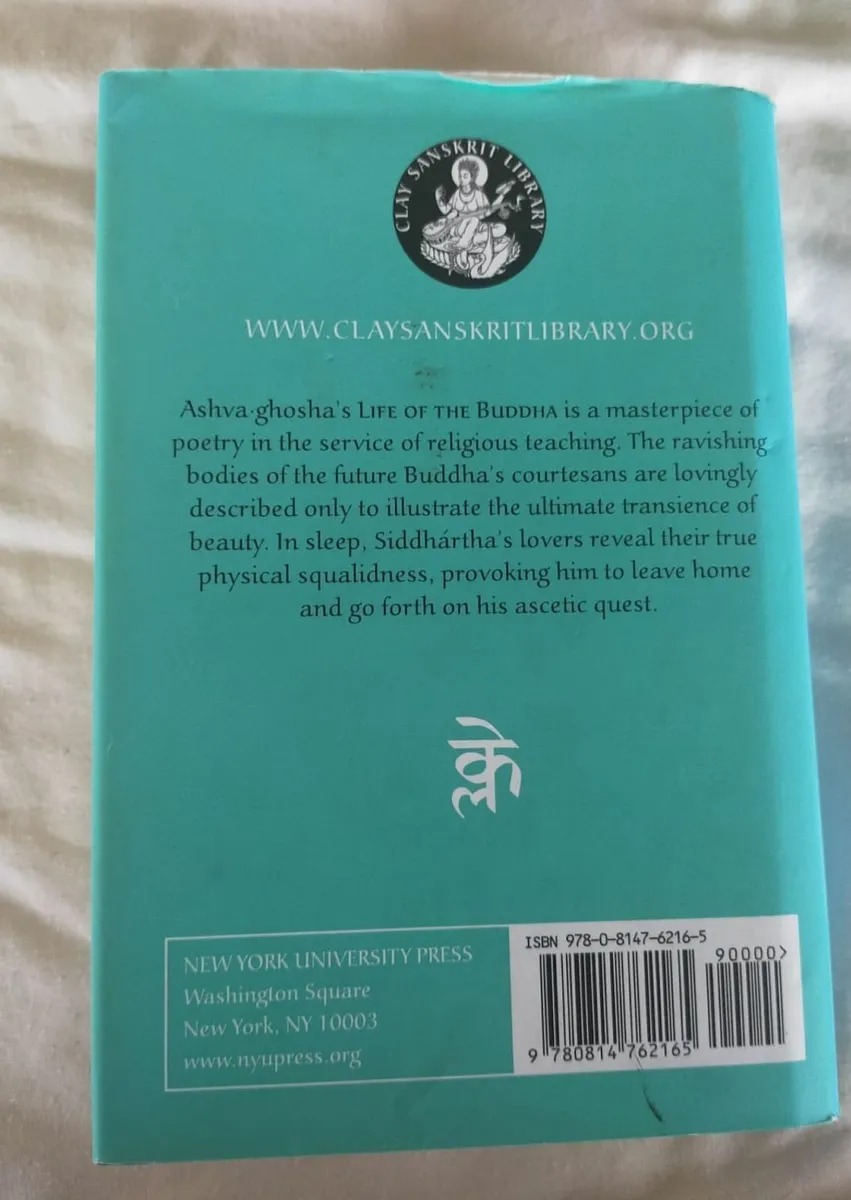 CLAY SANSKRIT LIBRARY
WWW.CLAYSANSKRITLIBRARY.ORG
Ashva·ghosha's LIFE OF THE BUDDHA is a masterpiece of
poetry in the service of religious teaching. The ravishing
bodies of the future Buddha's courtesans are lovingly
described only to illustrate the ultimate transience of
beauty. In sleep, Siddhártha's lovers reveal their true
physical squalidness, provoking him to leave home
and go forth on his ascetic quest.
क्ले
NEW YORK UNIVERSITY PRESS
Washington Square
New York, NY 10003
www.nyupress.org
ISBN 978-0-8147-6216-5
90000>
9 780814 762165